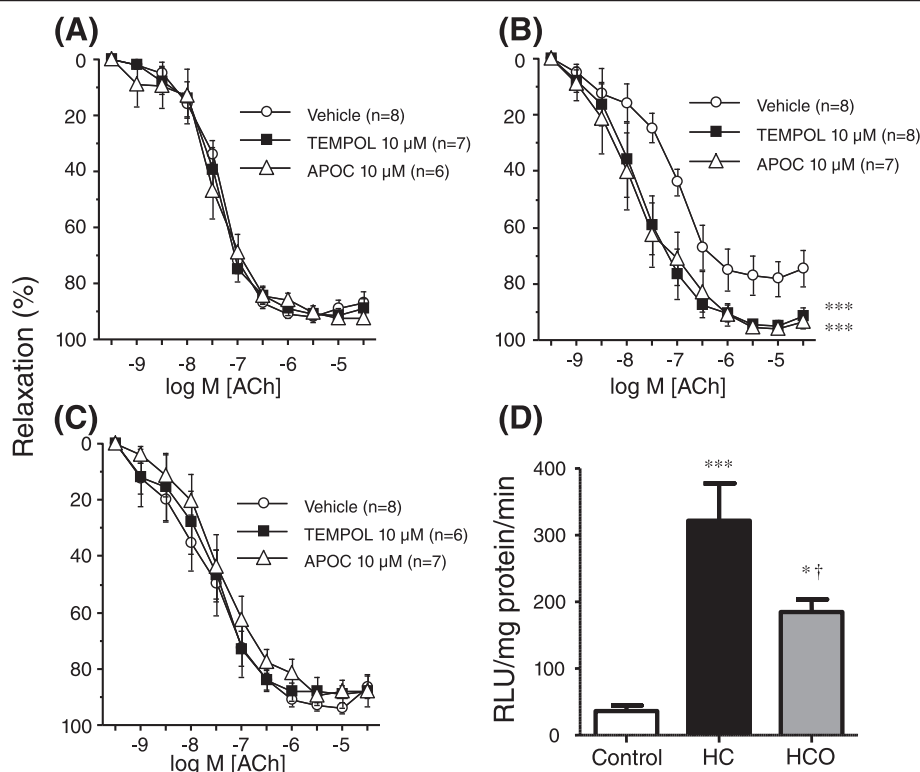 (A)
0
20
40
60
80
100
-9
-8
-7
-6
-5
log M [ACh]
Vehicle (n=8)
TEMPOL 10 µM (n=7)
APOC 10 µM (n=6)
(B)
0
20
40
60
80
100
-9
-8
-7
-6
-5
log M [ACh]
Vehicle (n=8)
TEMPOL 10 µM (n=8)
APOC 10 µM (n=7)
***
***
Relaxation (%)
(C)
0
20
40
60
80
100
-9
-8
-7
-6
-5
log M [ACh]
Vehicle (n=8)
TEMPOL 10 µM (n=6)
APOC 10 µM (n=7)
(D)
RLU/mg protein/min
400
300
200
100
0
***
*†
Control
HC
HCO